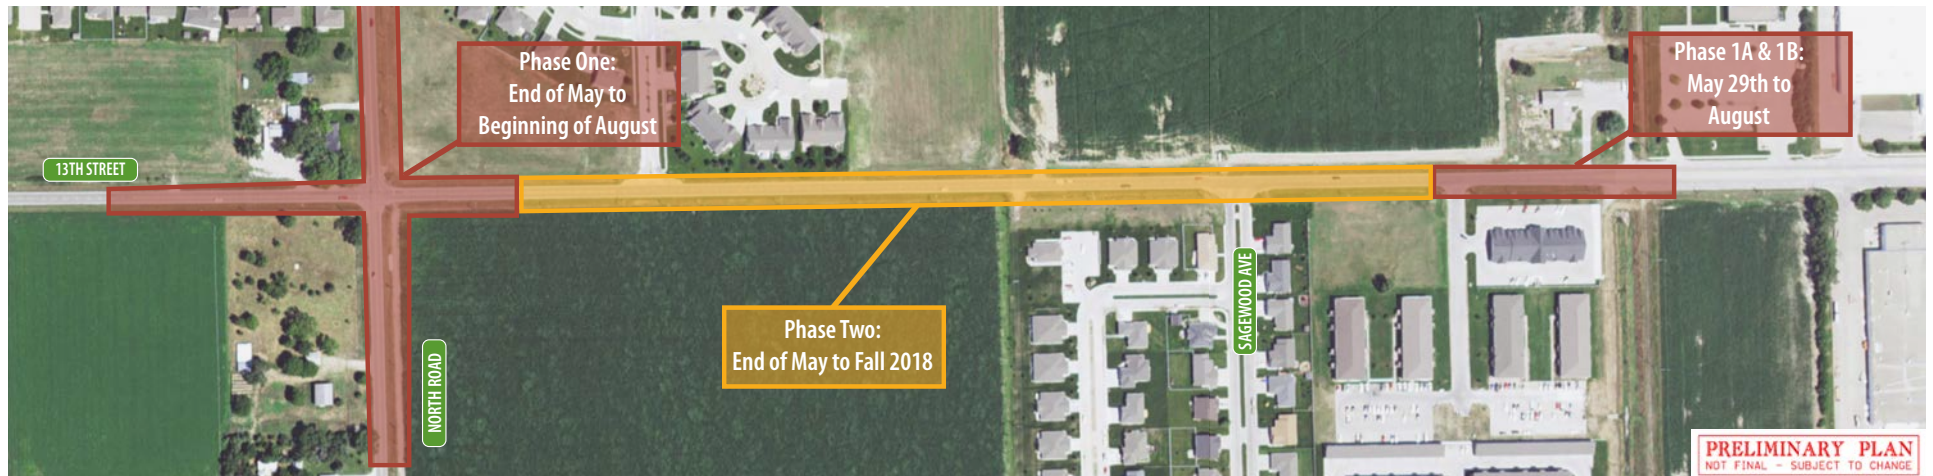 Phase One:
End of May to
Beginning of August
Phase 1A & 1B:
May 29th to
August
13TH STREET
Phase Two:
End of May to Fall 2018
NORTH ROAD
SAGEWOOD AVE
PRELIMINARY PLAN
NOT FINAL - SUBJECT TO CHANGE